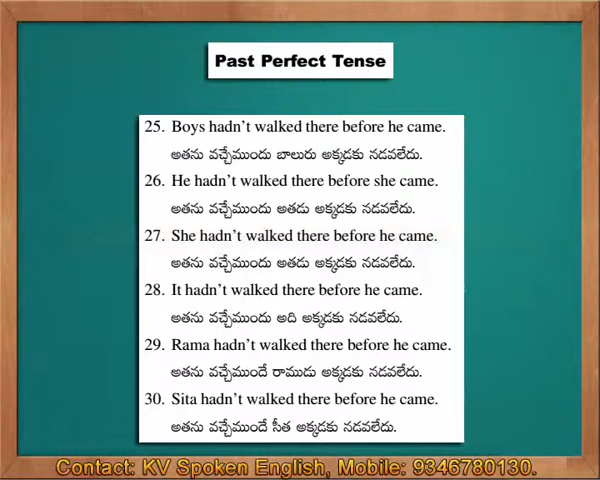 Past Perfect Tense
25. Boys hadn't walked there before he came.
అతను వచ్చేముందు బాలురు అక్కడకు నడవలేదు.
26. He hadn't walked there before she came.
అతను వచ్చేముందు అతడు అక్కడకు నడవలేదు.
27. She hadn't walked there before he came.
అతను వచ్చేముందు అతడు అక్కడకు నడవలేదు.
28. It hadn't walked there before he came.
అతను వచ్చేముందు అది అక్కడకు నడవలేదు.
29. Rama hadn't walked there before he came.
అతను వచ్చేముందే రాముడు అక్కడకు నడవలేదు.
30. Sita hadn't walked there before he came.
అతను వచ్చేముందే సీత అక్కడకు నడవలేదు.
Contact: KV Spoken English, Mobile: 9346780130.